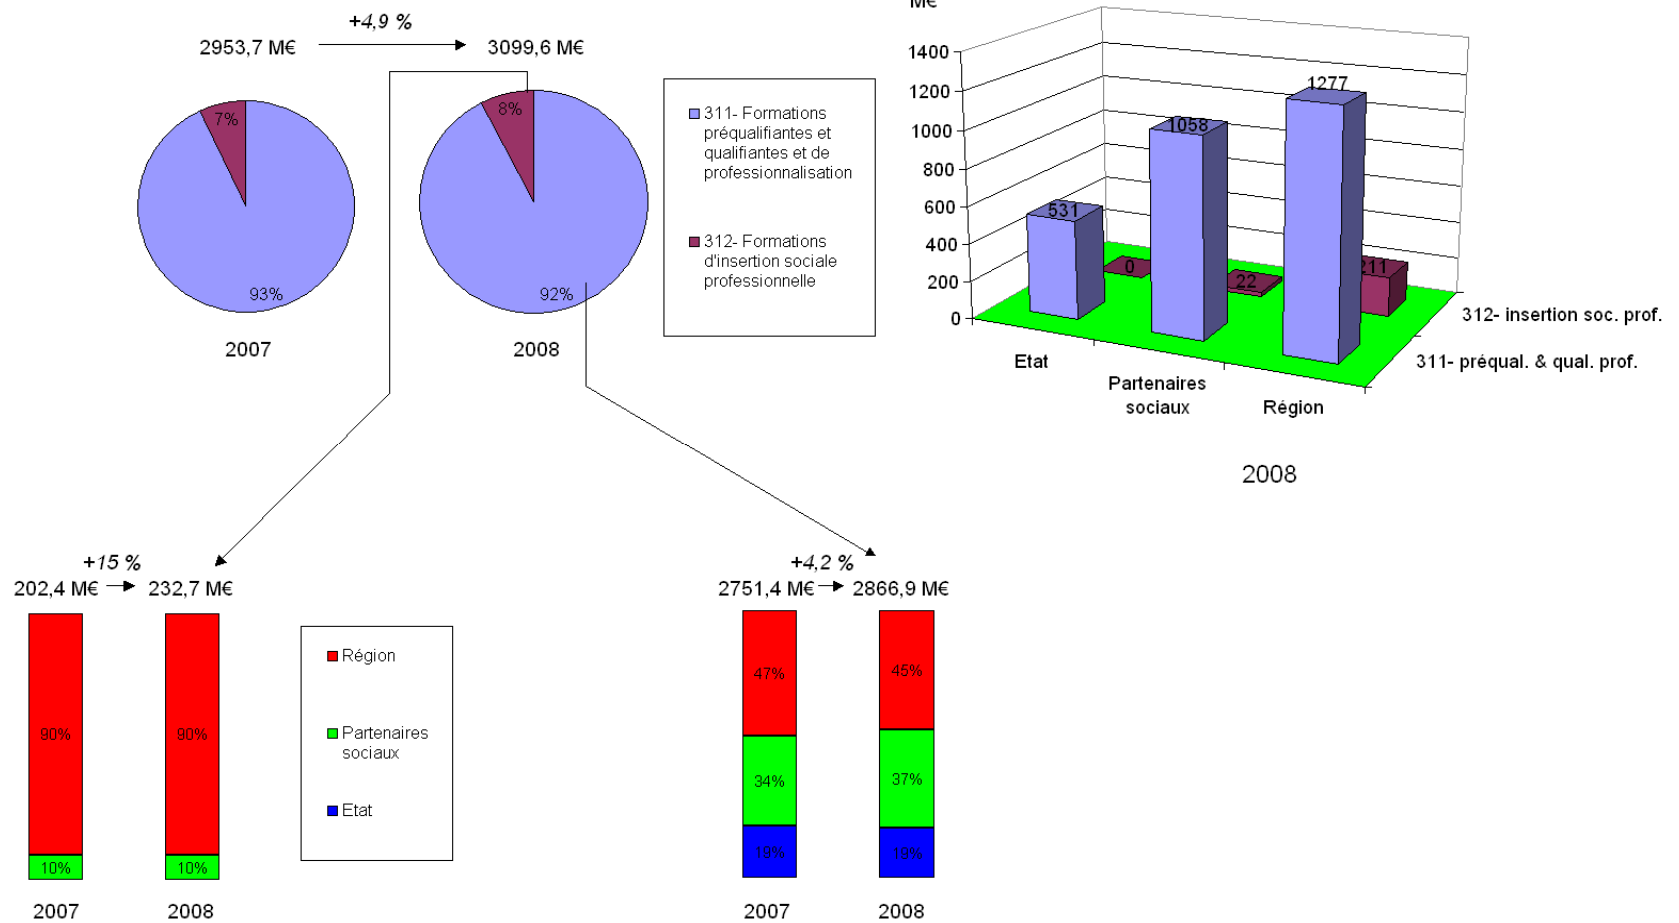 +4,9 %
2953,7 M€
3099,6 M€
7%
93%
2007
8%
92%
2008
311- Formations
préqualifiantes et
qualifiantes et de
professionnalisation
312- Formations
d'insertion sociale
professionnelle
M€
1400
1200
1000
800
600
400
200
0
531
1058
1277
0
22
211
Etat
Partenaires
sociaux
Région
312- insertion soc. prof.
311- préqual. & qual. prof.
2008
+15 %
202,4 M€
232,7 M€
90%
90%
10%
10%
2007
2008
Région
Partenaires
sociaux
Etat
+4,2 %
2751,4 M€
2866,9 M€
47%
45%
34%
37%
19%
19%
2007
2008